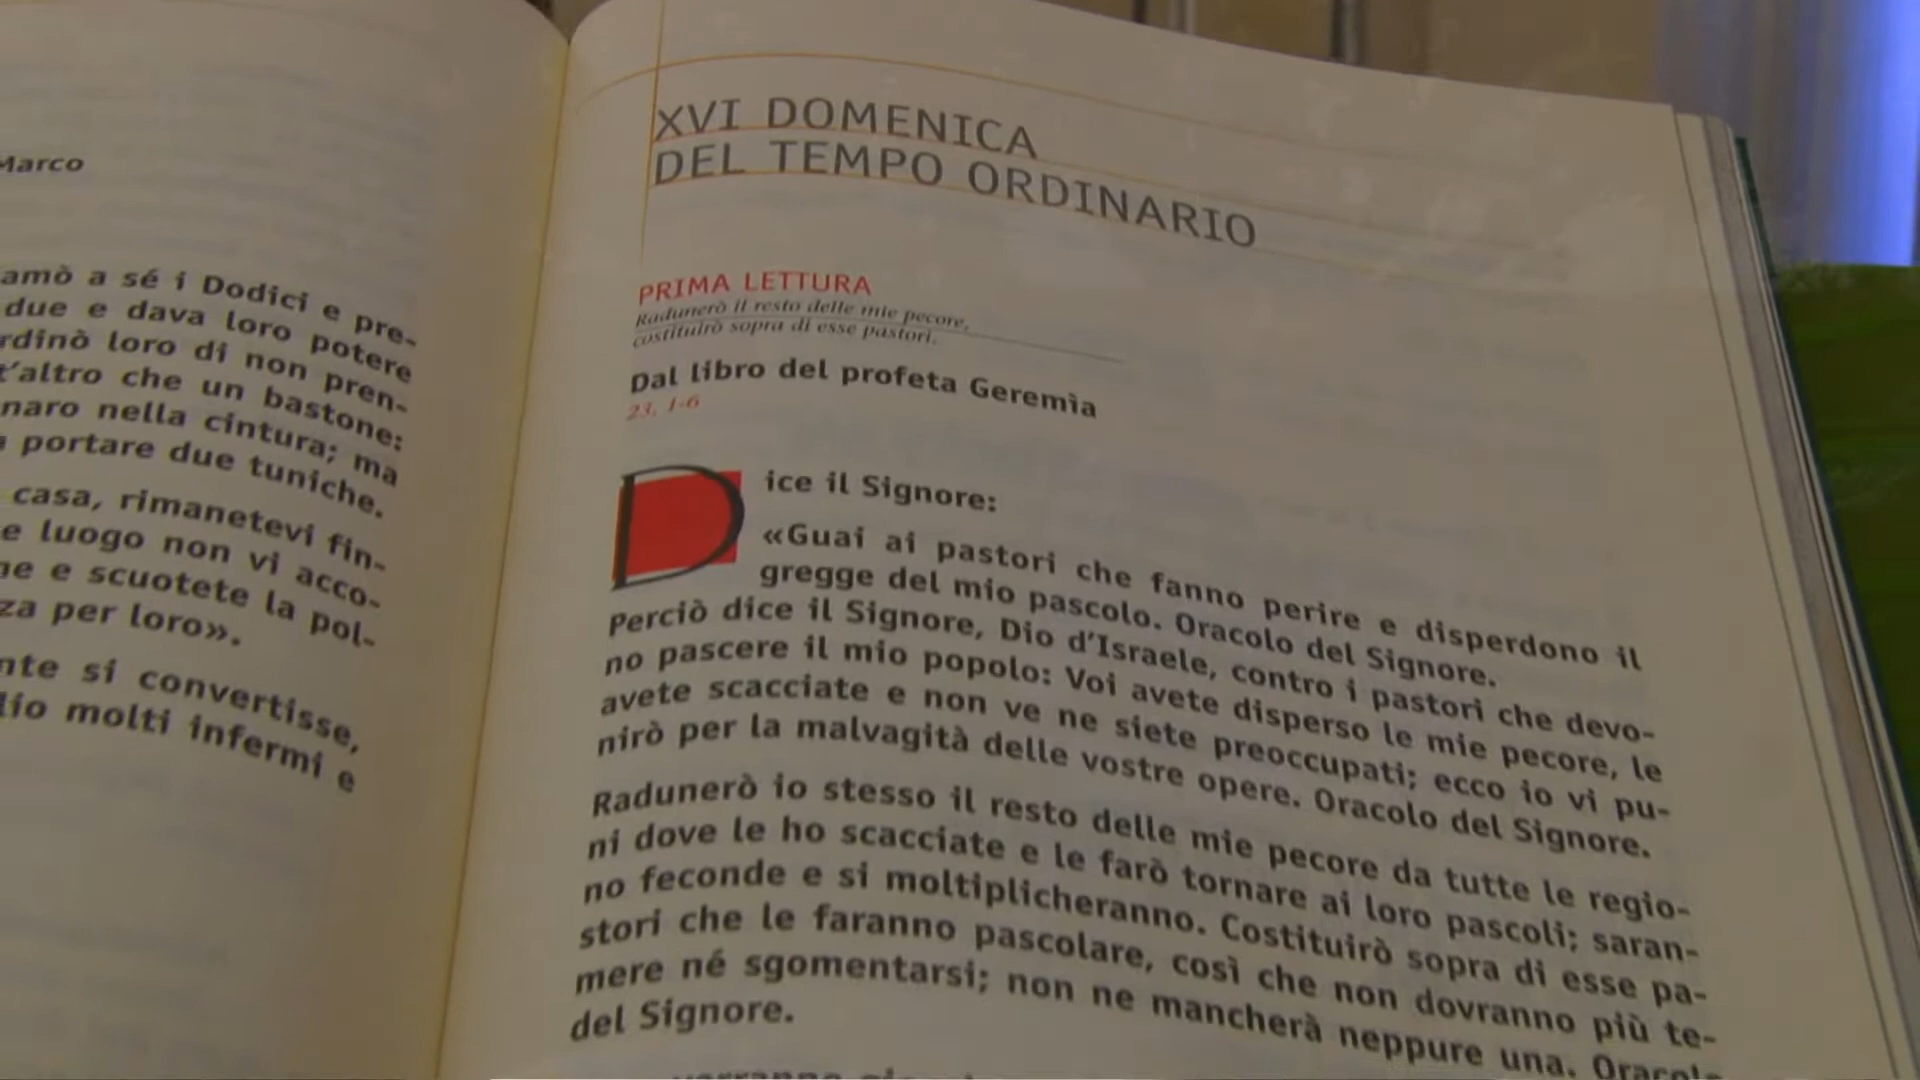 Marco
amò a sé i Dodici e pre-
due e dava loro potere
rdinò loro di non pren-
t'altro che un bastone:
naro nella cintura; ma
portare due tuniche.
casa, rimanetevi fin-
e luogo non vi acco-
ne e scuotete la pol-
za per loro».
nte si convertisse,
lio molti infermi e
XVI DOMENICA
DEL TEMPO ORDINARIO
PRIMA LETTURA
Radunerò il resto delle mie pecore,
costituirò sopra di esse pastori.
Dal libro del profeta Geremìa
23, 1-6
Dice il Signore:
«Guai ai pastori che fanno perire e disperdono il
gregge del mio pascolo. Oracolo del Signore.
Perciò dice il Signore, Dio d'Israele, contro i pastori che devo-
no pascere il mio popolo: Voi avete disperso le mie pecore, le
avete scacciate e non ve ne siete preoccupati; ecco io vi pu-
nirò per la malvagità delle vostre opere. Oracolo del Signore.
Radunerò io stesso il resto delle mie pecore da tutte le regio-
ni dove le ho scacciate e le farò tornare ai loro pascoli; saran-
no feconde e si moltiplicheranno. Costituirò sopra di esse pa-
stori che le faranno pascolare, così che non dovranno più te-
mere né sgomentarsi; non ne mancherà neppure una. Oracolo
del Signore.
verranno